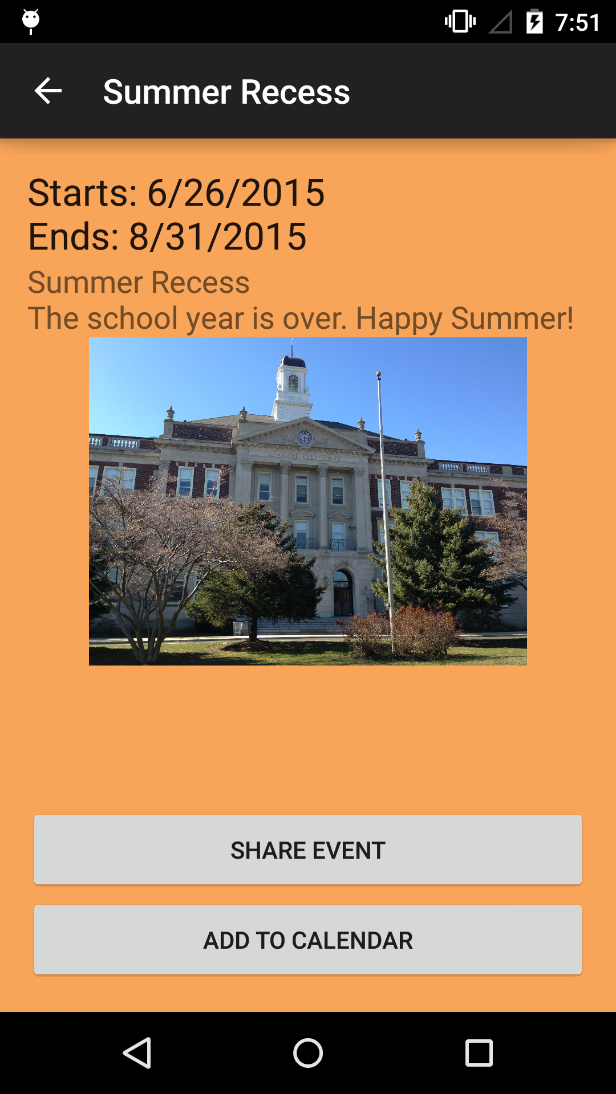 7:51
Summer Recess
Starts: 6/26/2015
Ends: 8/31/2015
Summer Recess
The school year is over. Happy Summer!
SHARE EVENT
ADD TO CALENDAR